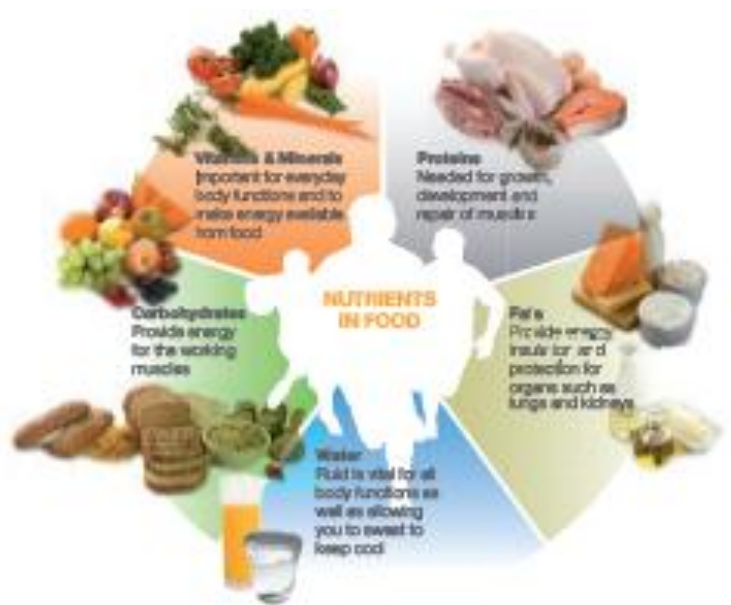 Vitamins & Minerals
Important for everyday
body functions and to
make energy available
from food
Proteins
Needed for growth,
development and
repair of muscles
NUTRIENTS
IN FOOD
Carbohydrates
Provide energy
for the working
muscles
Fats
Provide energy
insulation and
protection for
organs such as
lungs and kidneys
Water
Fluid is vital for all
body functions as
well as allowing
you to sweat to
keep cool